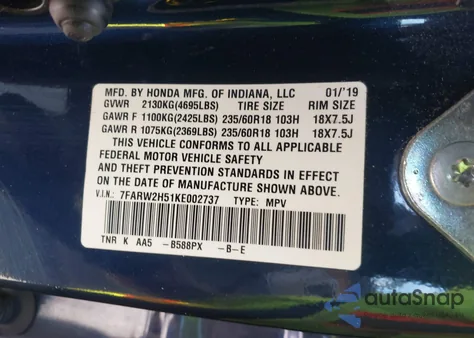 MFD. BY HONDA MFG. OF INDIANA, LLC 01/'19
GVWR 2130KG(4695LBS) TIRE SIZE RIM SIZE
GAWR F 1100KG(2425LBS) 235/60R18 103H 18X7.5J
GAWR R 1075KG(2369LBS) 235/60R18 103H 18X7.5J
THIS VEHICLE CONFORMS TO ALL APPLICABLE
FEDERAL MOTOR VEHICLE SAFETY
AND THEFT PREVENTION STANDARDS IN EFFECT
ON THE DATE OF MANUFACTURE SHOWN ABOVE.
V.I.N.: 7FARW2H51KE002737 TYPE: MPV
TNR K AA5 -B588PX -B-E
autoSnap